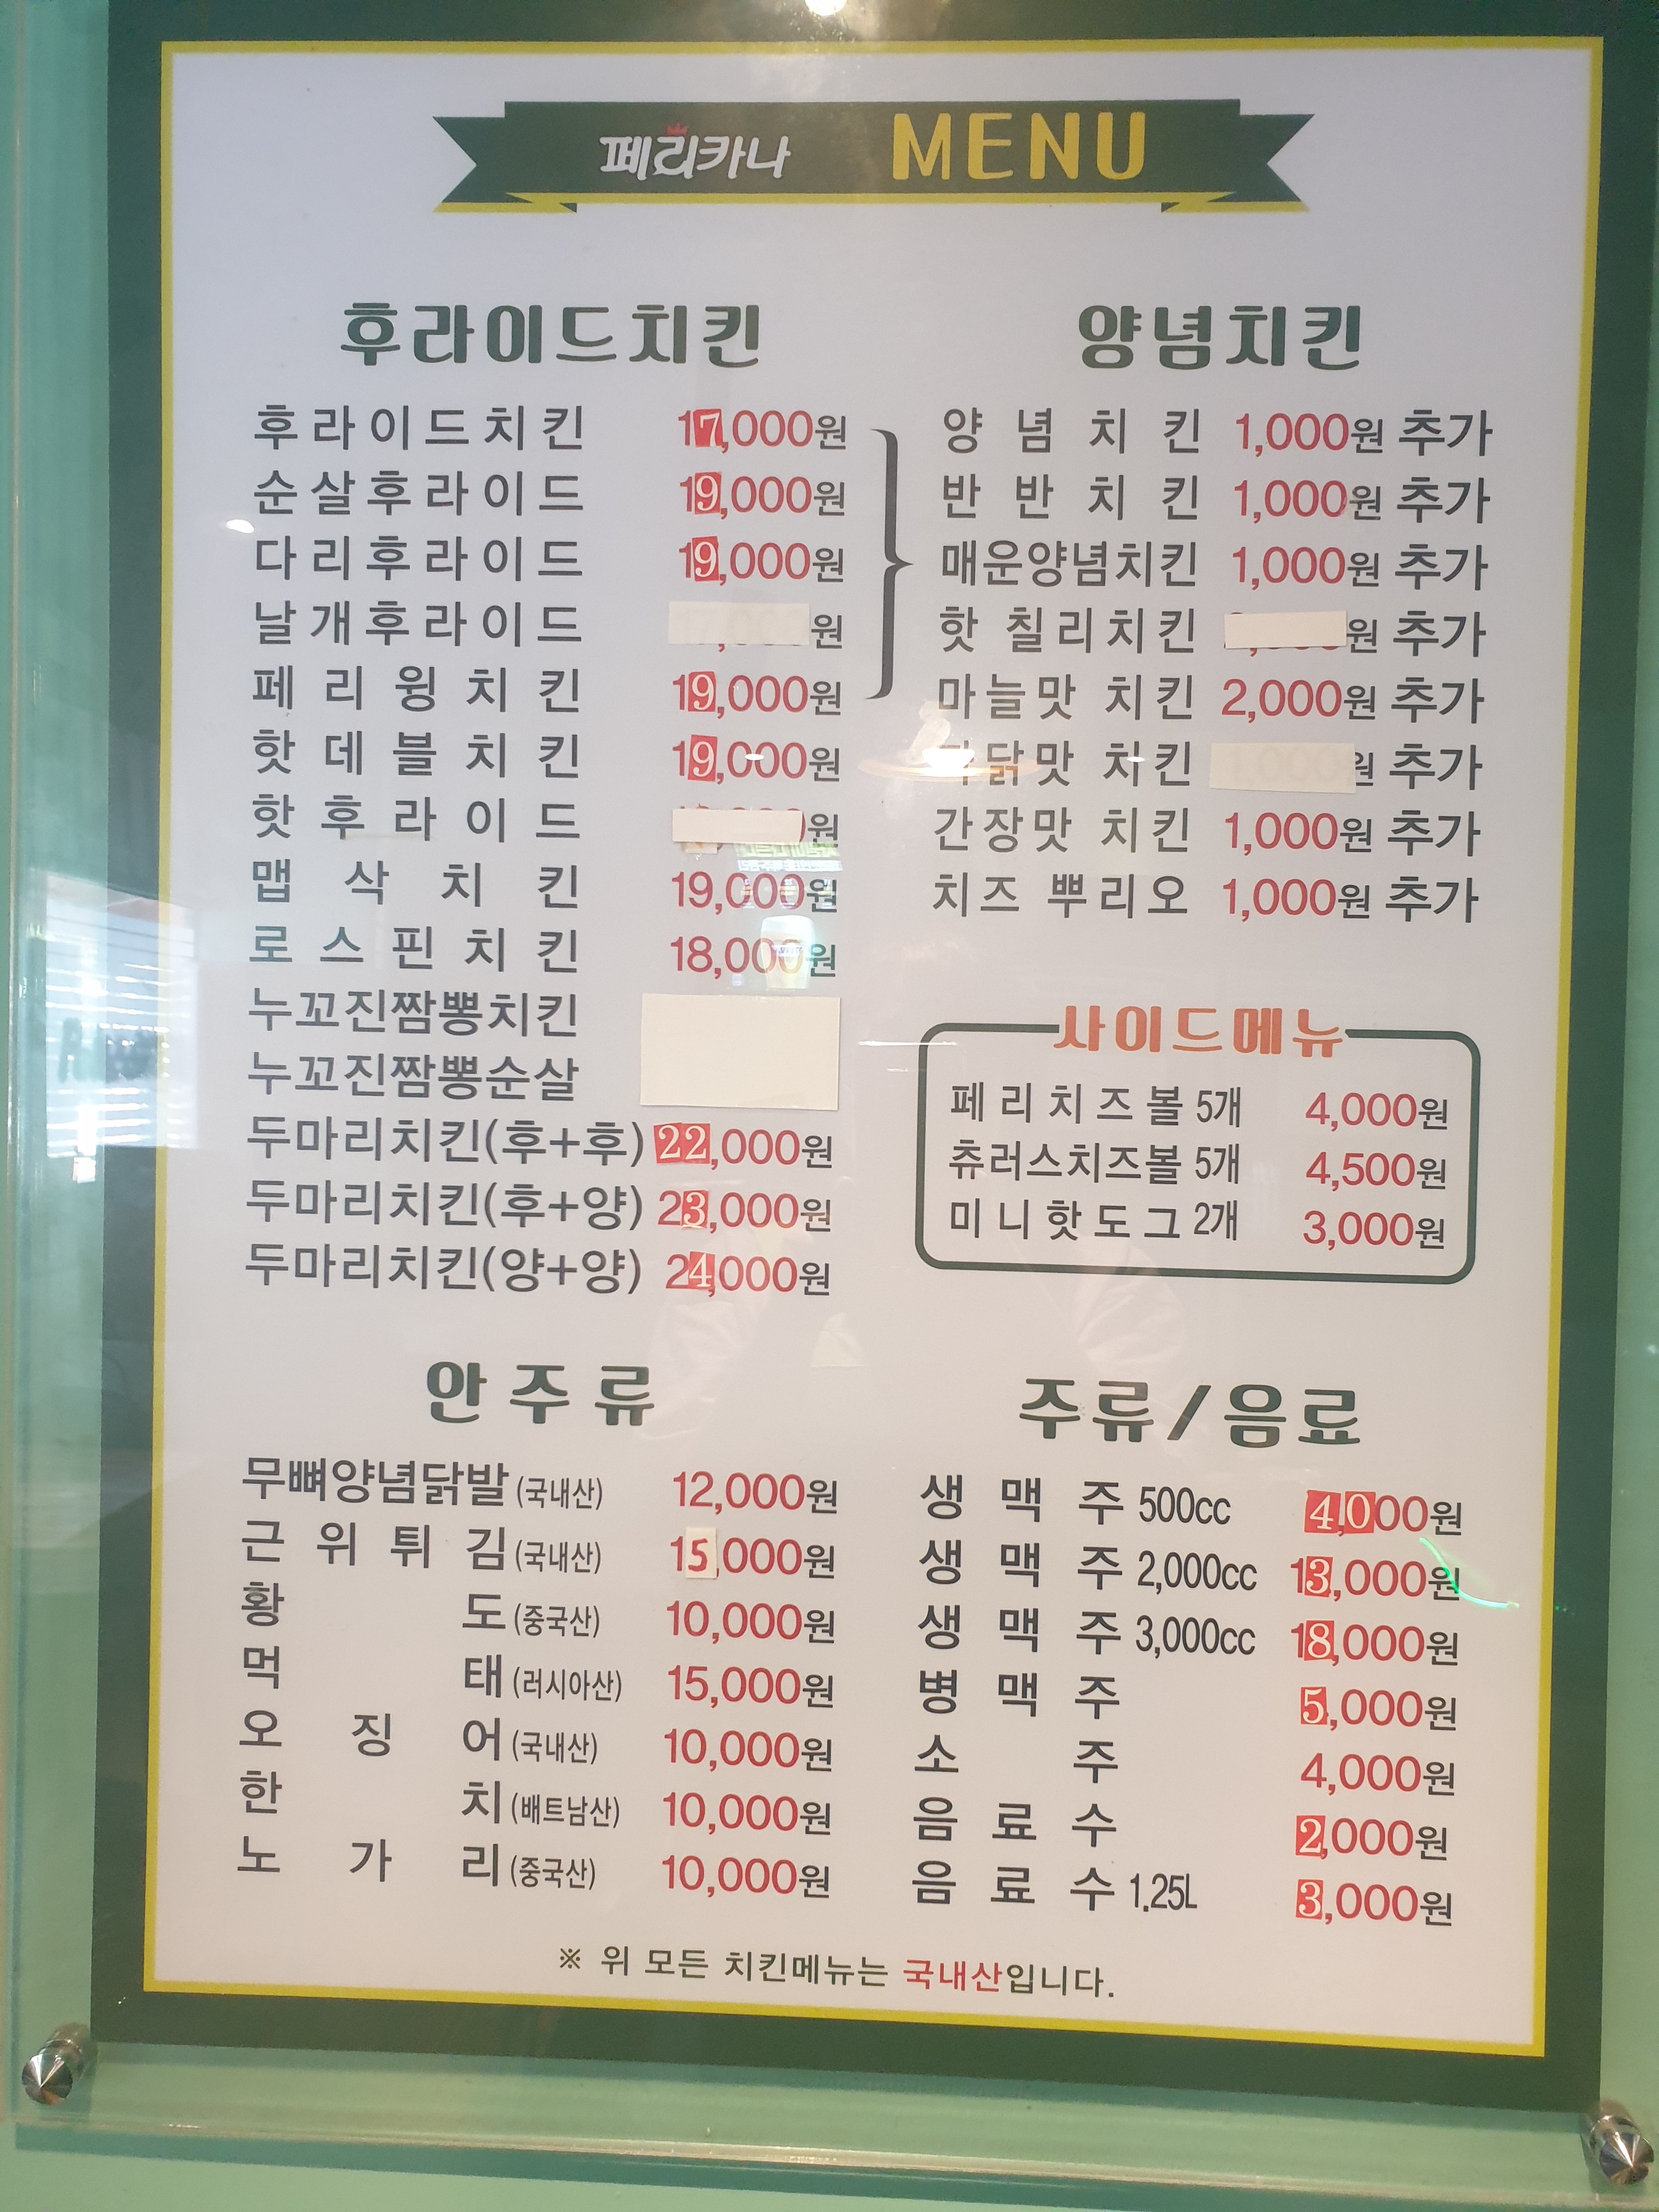 페리카나 MENU
후라이드치킨
후라이드치킨 17,000원
순살후라이드 19,000원
다리후라이드 19,000원
날개후라이드 원
페리윙치킨 19,000원
핫데블치킨 19,000원
핫후라이드 원
맵삭치킨 19,000원
로스핀치킨 18,000원
누꼬진짬뽕치킨
누꼬진짬뽕순살
두마리치킨(후+후) 22,000원
두마리치킨(후+양) 23,000원
두마리치킨(양+양) 24,000원
양념치킨
양념치킨 1,000원 추가
반반치킨 1,000원 추가
매운양념치킨 1,000원 추가
핫 칠리치킨 원 추가
마늘맛 치킨 2,000원 추가
닭맛 치킨 원 추가
간장맛 치킨 1,000원 추가
치즈 뿌리오 1,000원 추가
사이드메뉴
페리치즈볼 5개 4,000원
츄러스치즈볼 5개 4,500원
미니핫도그 2개 3,000원
안주류
무뼈양념닭발(국내산) 12,000원
근위튀김(국내산) 15,000원
황도(중국산) 10,000원
먹태(러시아산) 15,000원
오징어(국내산) 10,000원
한치(배트남산) 10,000원
노가리(중국산) 10,000원
주류/음료
생맥주 500cc 4,000원
생맥주 2,000cc 13,000원
생맥주 3,000cc 18,000원
병맥주 5,000원
소주 4,000원
음료수 2,000원
음료수 1.25L 3,000원
※ 위 모든 치킨메뉴는 국내산입니다.